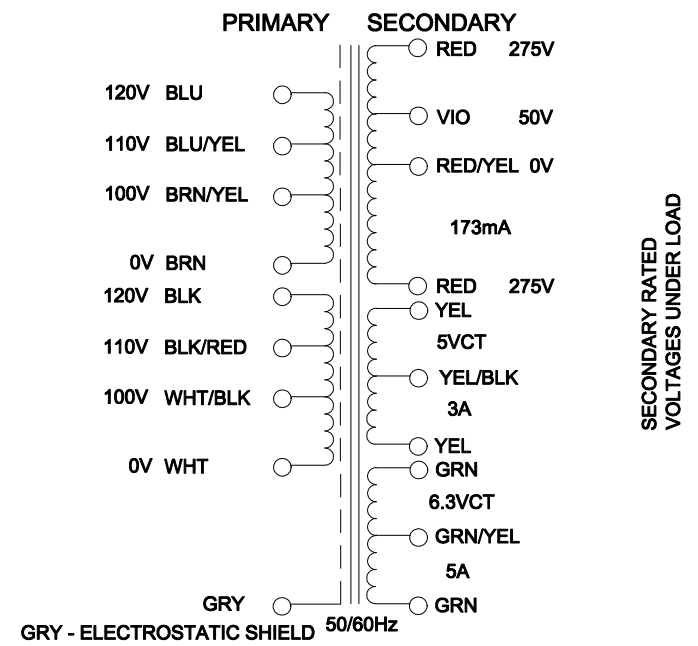 PRIMARY SECONDARY
RED 275V
120V BLU
VIO 50V
110V BLU/YEL
RED/YEL 0V
100V BRN/YEL
173mA
0V BRN
RED 275V
120V BLK
YEL
5VCT
110V BLK/RED
YEL/BLK
100V WHT/BLK
3A
YEL
0V WHT
GRN
6.3VCT
GRN/YEL
5A
GRY
GRN
GRY - ELECTROSTATIC SHIELD
50/60Hz
SECONDARY RATED
VOLTAGES UNDER LOAD